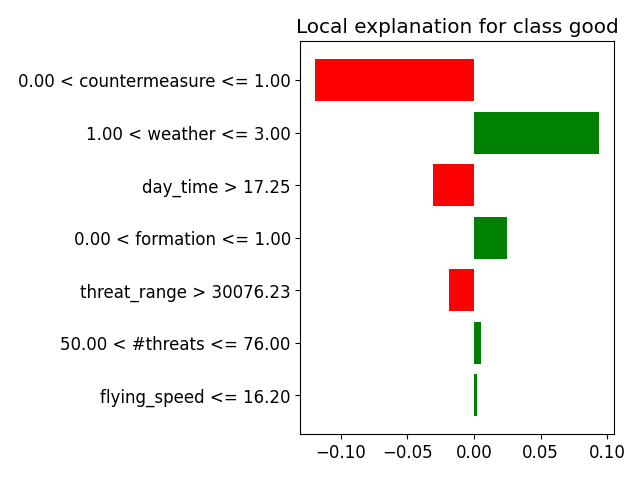 Local explanation for class good
0.00 < countermeasure <= 1.00
1.00 < weather <= 3.00
day_time > 17.25
0.00 < formation <= 1.00
threat_range > 30076.23
50.00 < #threats <= 76.00
flying_speed <= 16.20
−0.10 −0.05 0.00 0.05 0.10